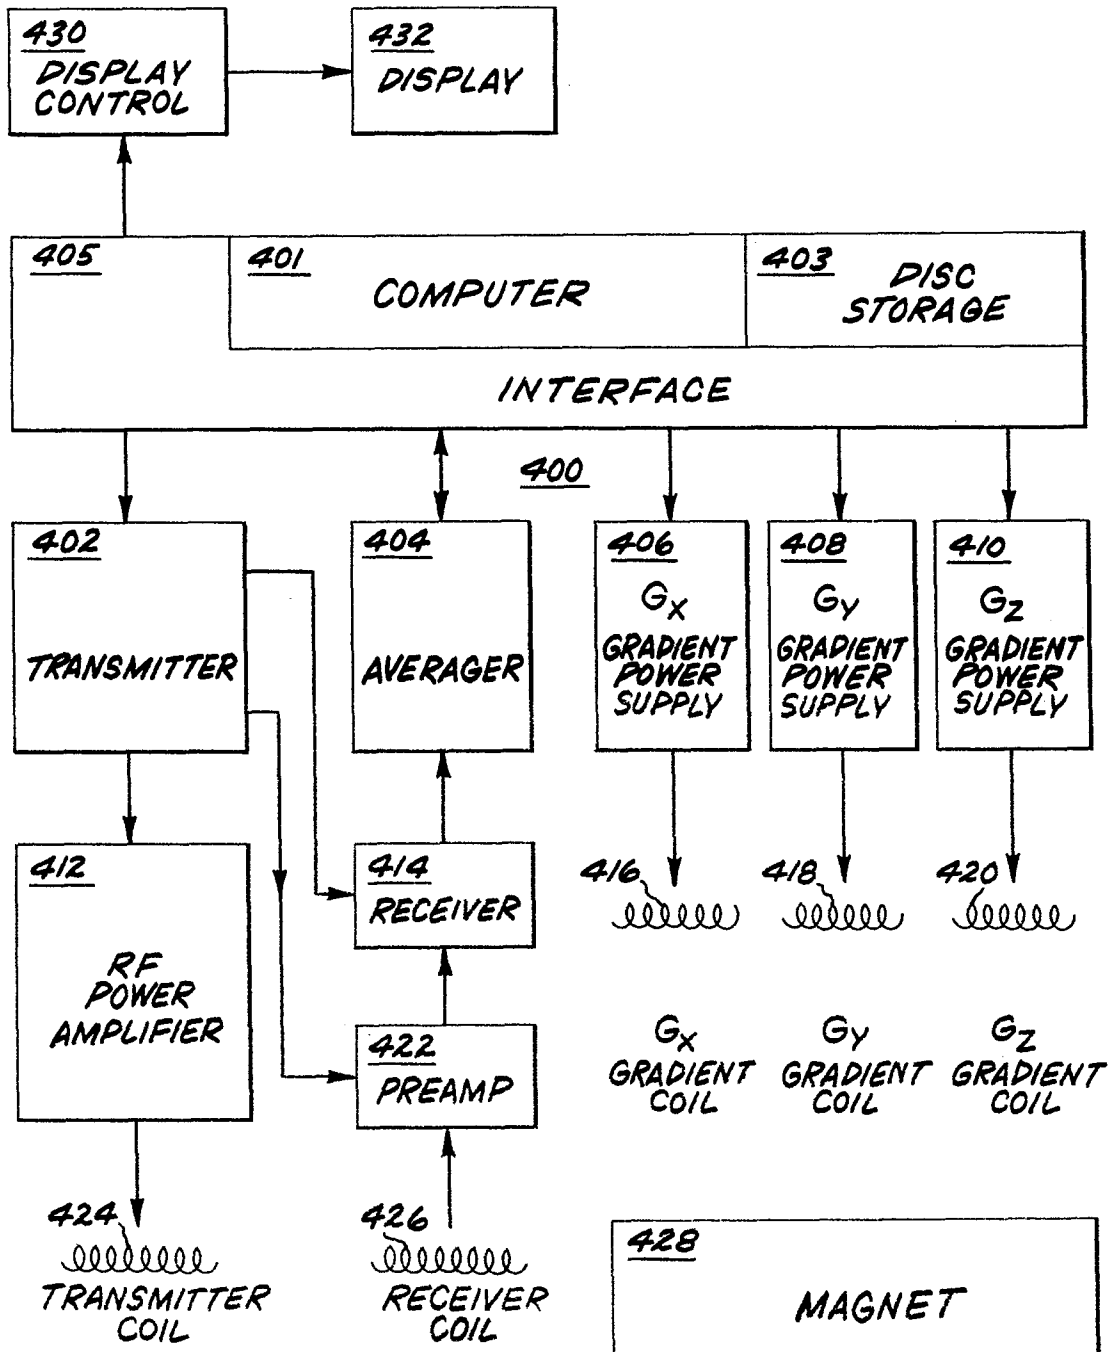 430
DISPLAY
CONTROL
432
DISPLAY
405
401
COMPUTER
403
DISC
STORAGE
INTERFACE
400
402
TRANSMITTER
404
AVERAGER
406
GX
GRADIENT
POWER
SUPPLY
408
GY
GRADIENT
POWER
SUPPLY
410
GZ
GRADIENT
POWER
SUPPLY
412
RF
POWER
AMPLIFIER
414
RECEIVER
416
418
420
422
PREAMP
GX
GRADIENT
COIL
GY
GRADIENT
COIL
GZ
GRADIENT
COIL
424
TRANSMITTER
COIL
426
RECEIVER
COIL
428
MAGNET